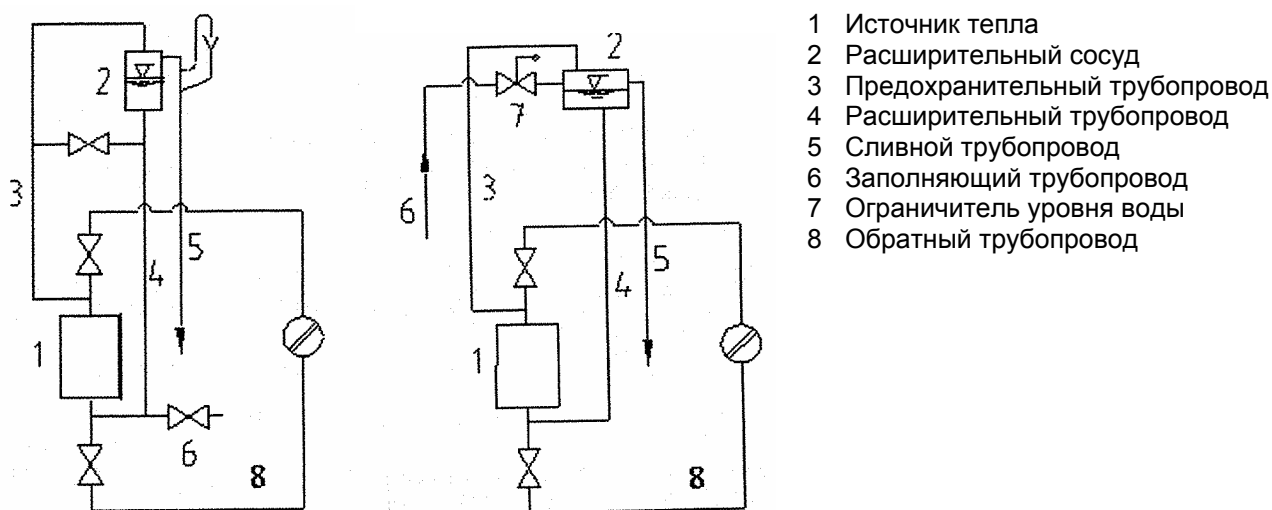 2
3
4
5
1
6
8
2
7
3
6
5
4
1
8
1 Источник тепла
2 Расширительный сосуд
3 Предохранительный трубопровод
4 Расширительный трубопровод
5 Сливной трубопровод
6 Заполняющий трубопровод
7 Ограничитель уровня воды
8 Обратный трубопровод